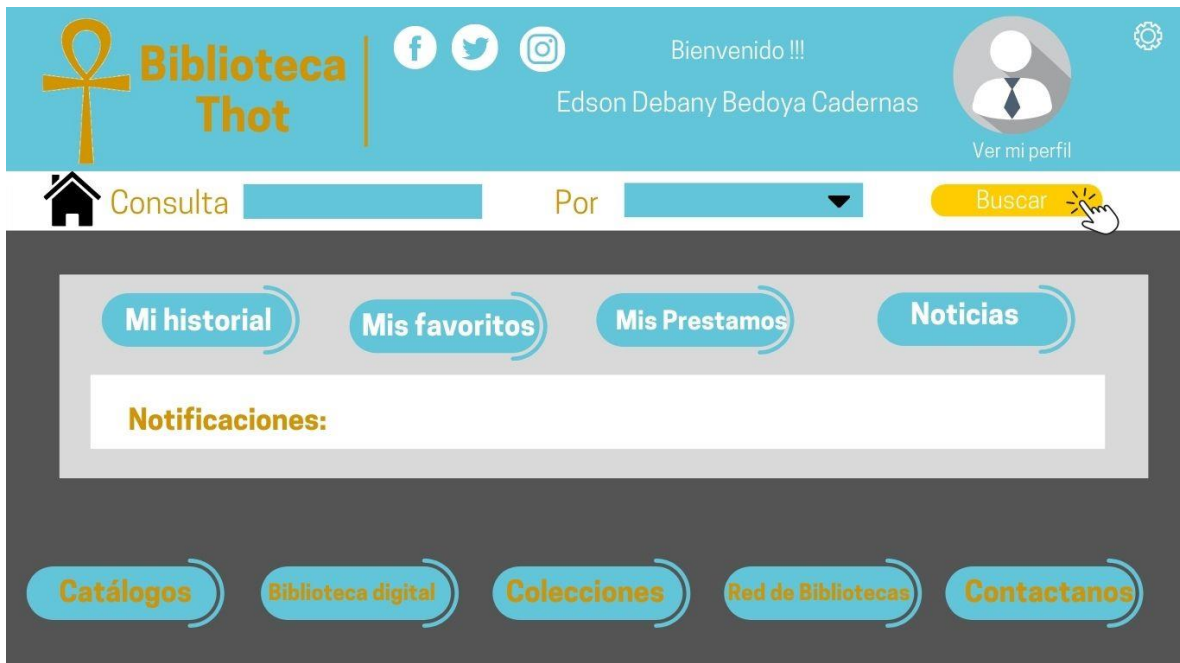 Biblioteca
Thot
Bienvenido !!!
Edson Debany Bedoya Cadernas
Ver mi perfil
Consulta
Por
Buscar
Mi historial
Mis favoritos
Mis Prestamos
Noticias
Notificaciones:
Catálogos
Biblioteca digital
Colecciones
Red de Bibliotecas
Contactanos